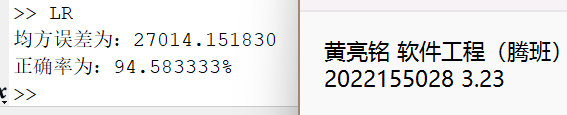 >> LR
均方误差为: 27014.151830
正确率为: 94.583333%
>>
黄亮铭 软件工程（腾班）
2022155028 3.23